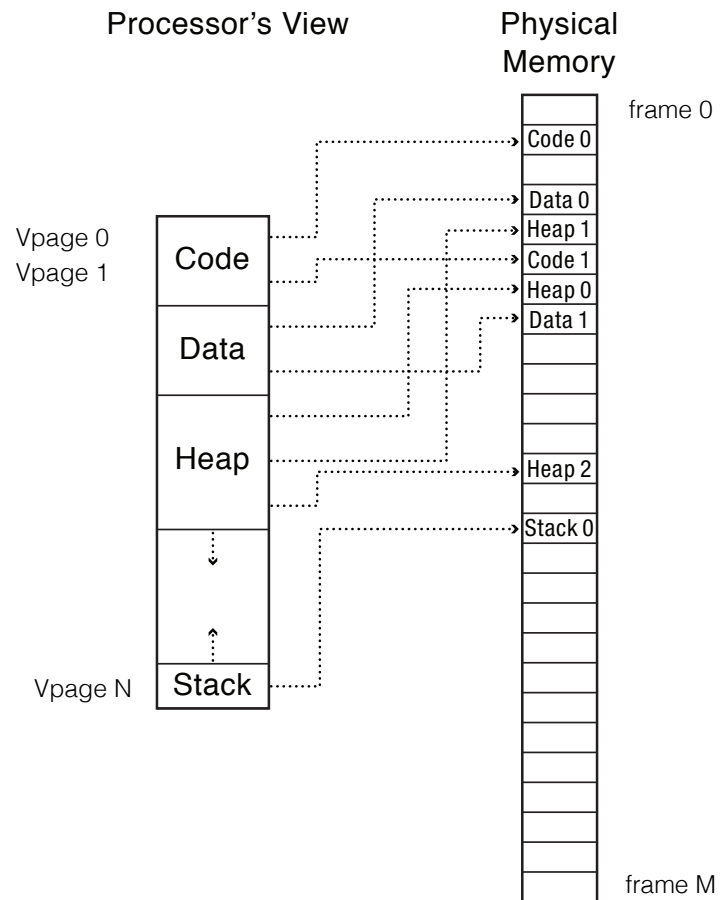 Processor's View
Physical
Memory
frame 0
Code 0
Data 0
Heap 1
Code 1
Heap 0
Data 1
Heap 2
Stack 0
frame M
Vpage 0
Vpage 1
Code
Data
Heap
Vpage N
Stack